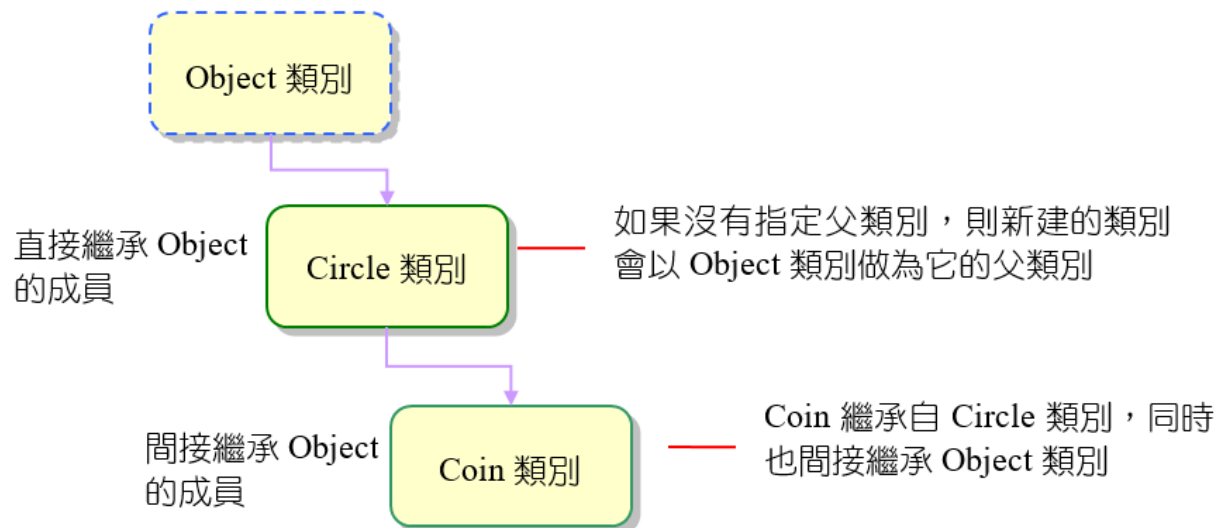 Object 類別
直接繼承 Object
的成員
Circle 類別
如果沒有指定父類別，則新建的類別
會以 Object 類別做為它的父類別
間接繼承 Object
的成員
Coin 類別
Coin 繼承自 Circle 類別，同時
也間接繼承 Object 類別